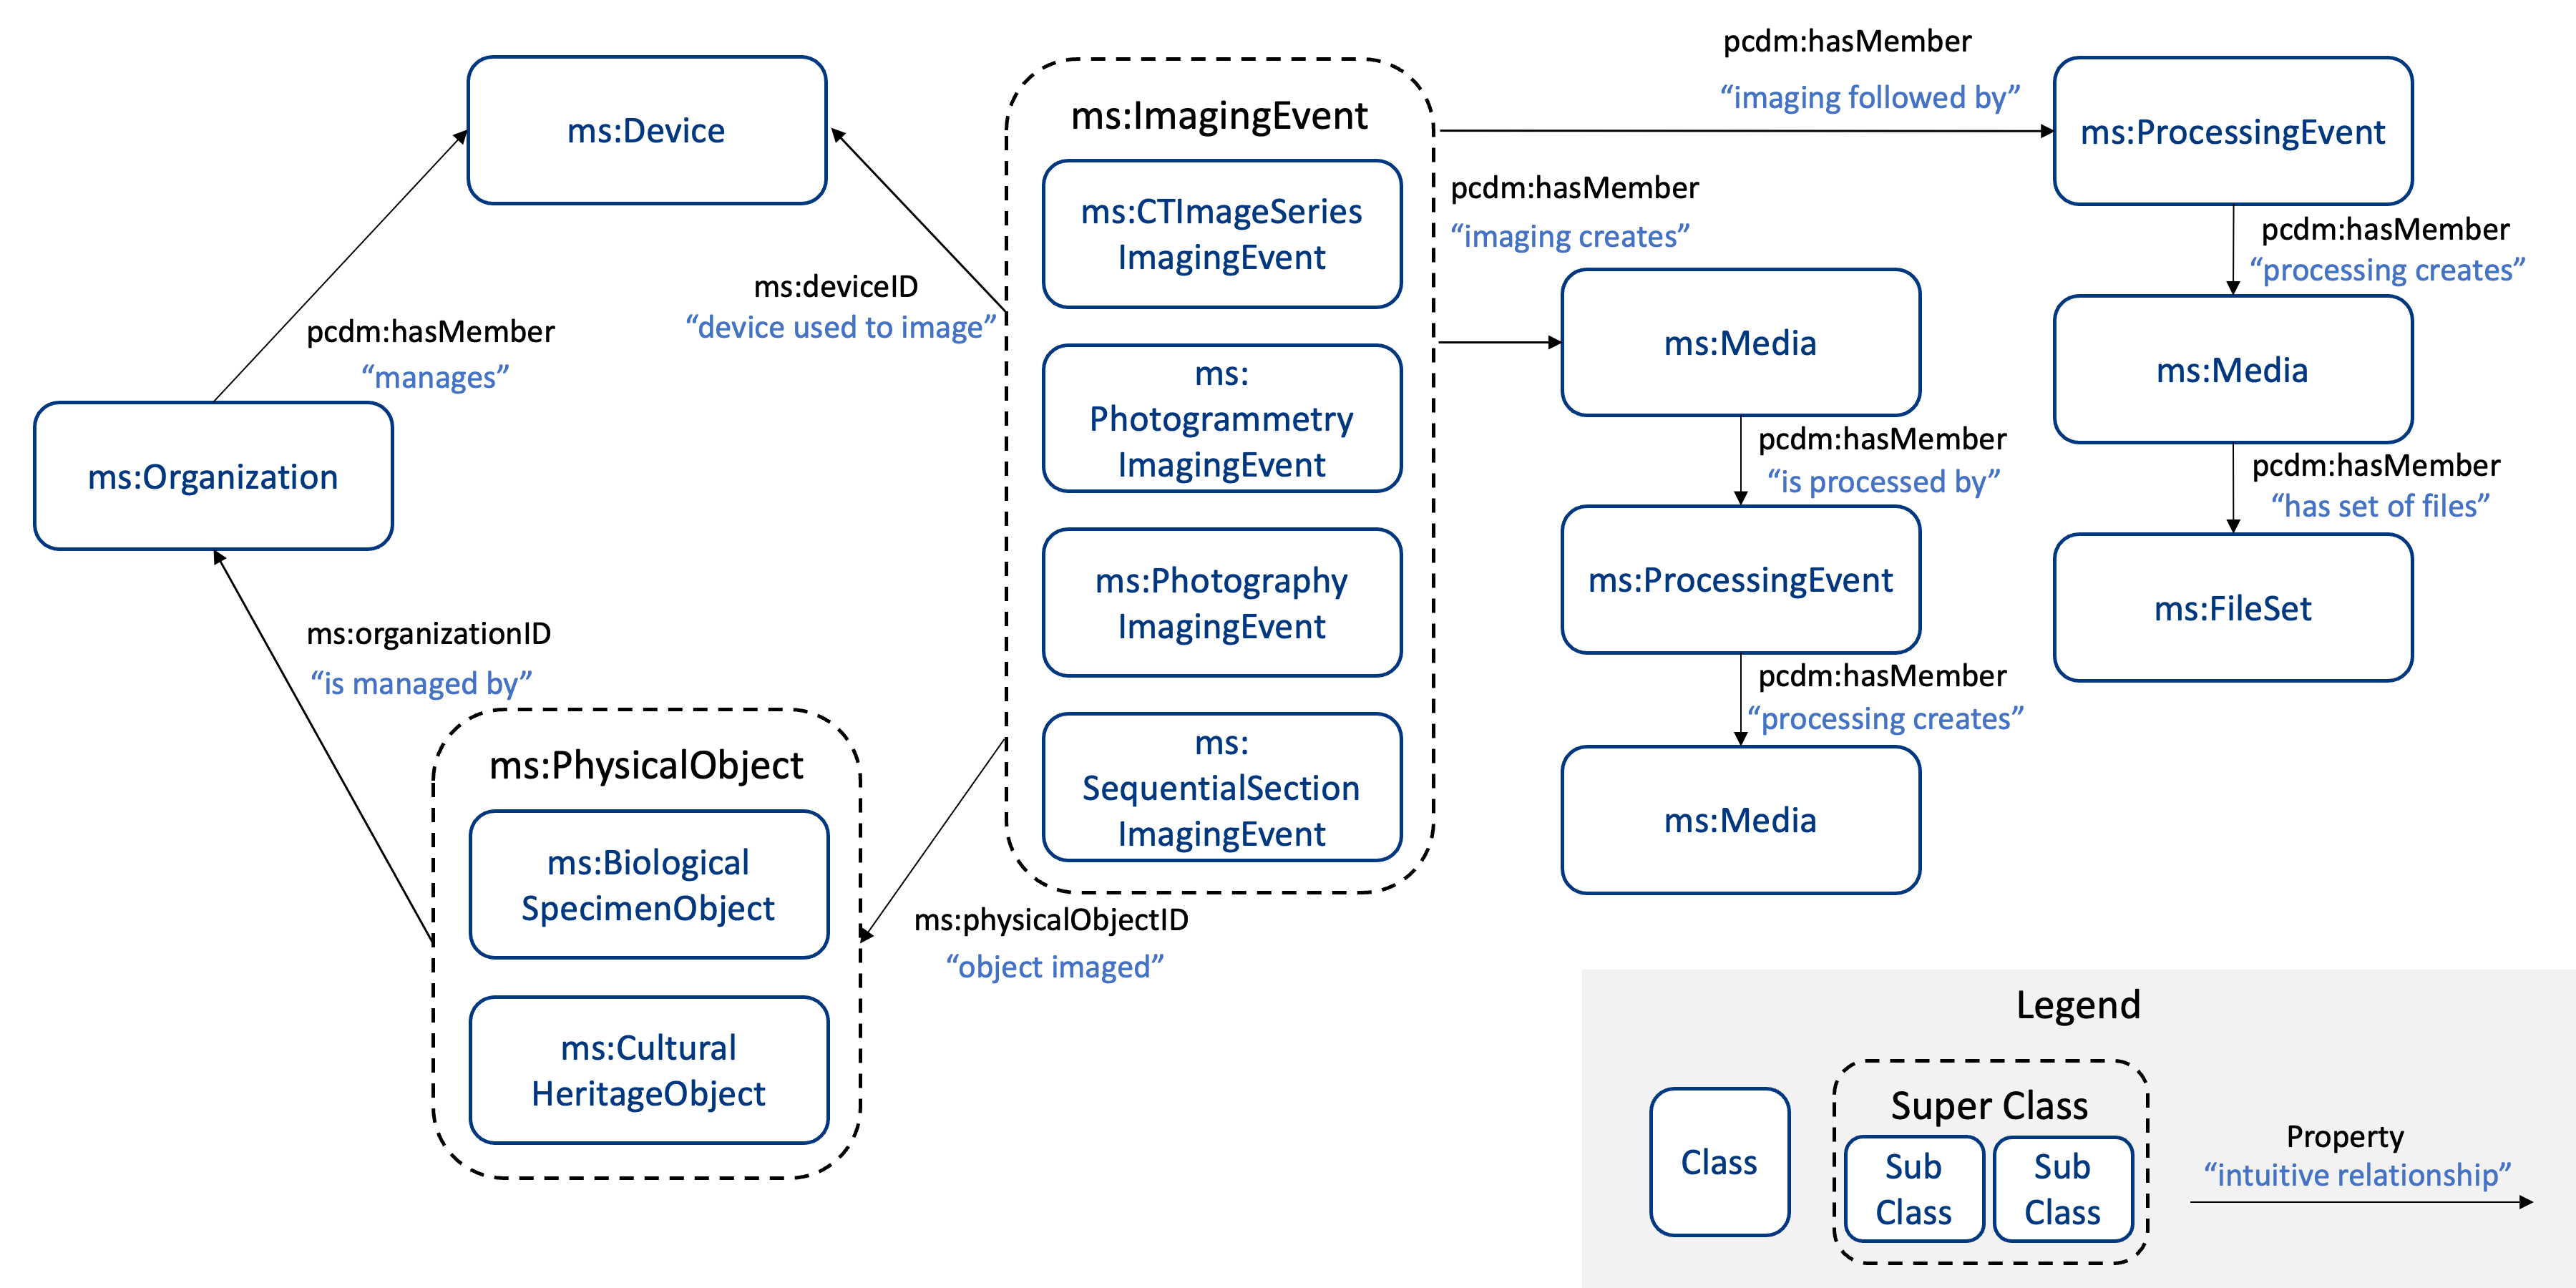 ms:Device
pcdm:hasMember
“manages”
ms:Organization
ms:organizationID
“is managed by”
ms:deviceID
“device used to image”
ms:PhysicalObject
ms:Biological
SpecimenObject
ms:Cultural
HeritageObject
ms:physicalObjectID
“object imaged”
ms:ImagingEvent
ms:CTImageSeries
ImagingEvent
ms:
Photogrammetry
ImagingEvent
ms:Photography
ImagingEvent
ms:
SequentialSection
ImagingEvent
pcdm:hasMember
“imaging followed by”
pcdm:hasMember
“imaging creates”
ms:Media
pcdm:hasMember
“is processed by”
ms:ProcessingEvent
pcdm:hasMember
“processing creates”
ms:Media
ms:ProcessingEvent
pcdm:hasMember
“processing creates”
ms:Media
pcdm:hasMember
“has set of files”
ms:FileSet
Legend
Class
Super Class
Sub
Class
Sub
Class
Property
“intuitive relationship”